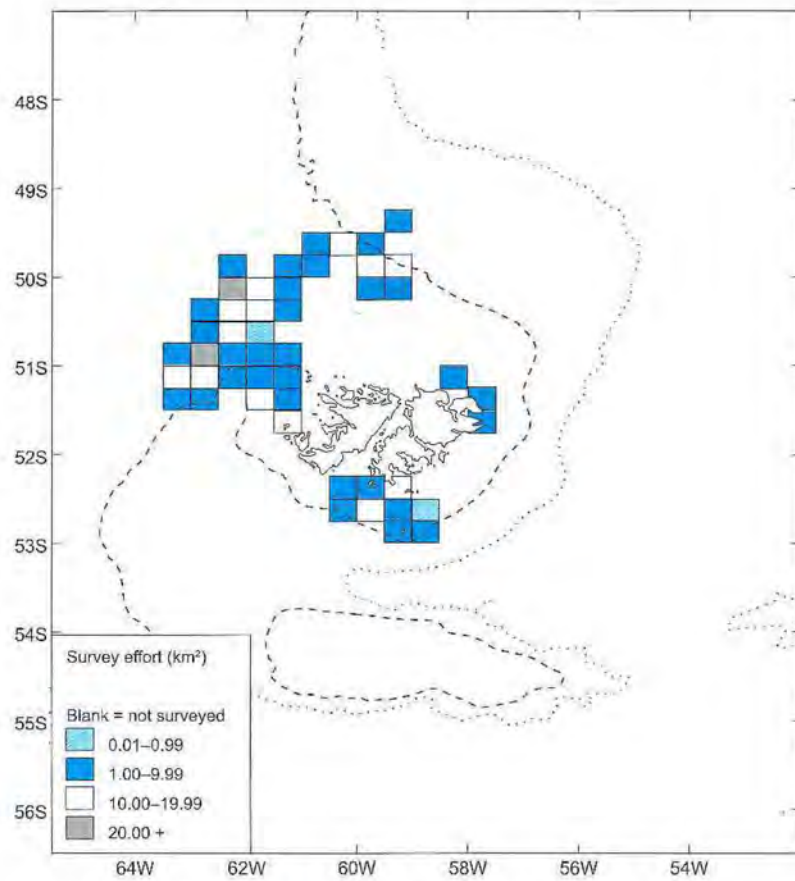 48S
49S
50S
51S
52S
53S
54S
55S
56S
Survey effort (km²)
Blank = not surveyed
0.01–0.99
1.00–9.99
10.00–19.99
20.00 +
64W 62W 60W 58W 56W 54W